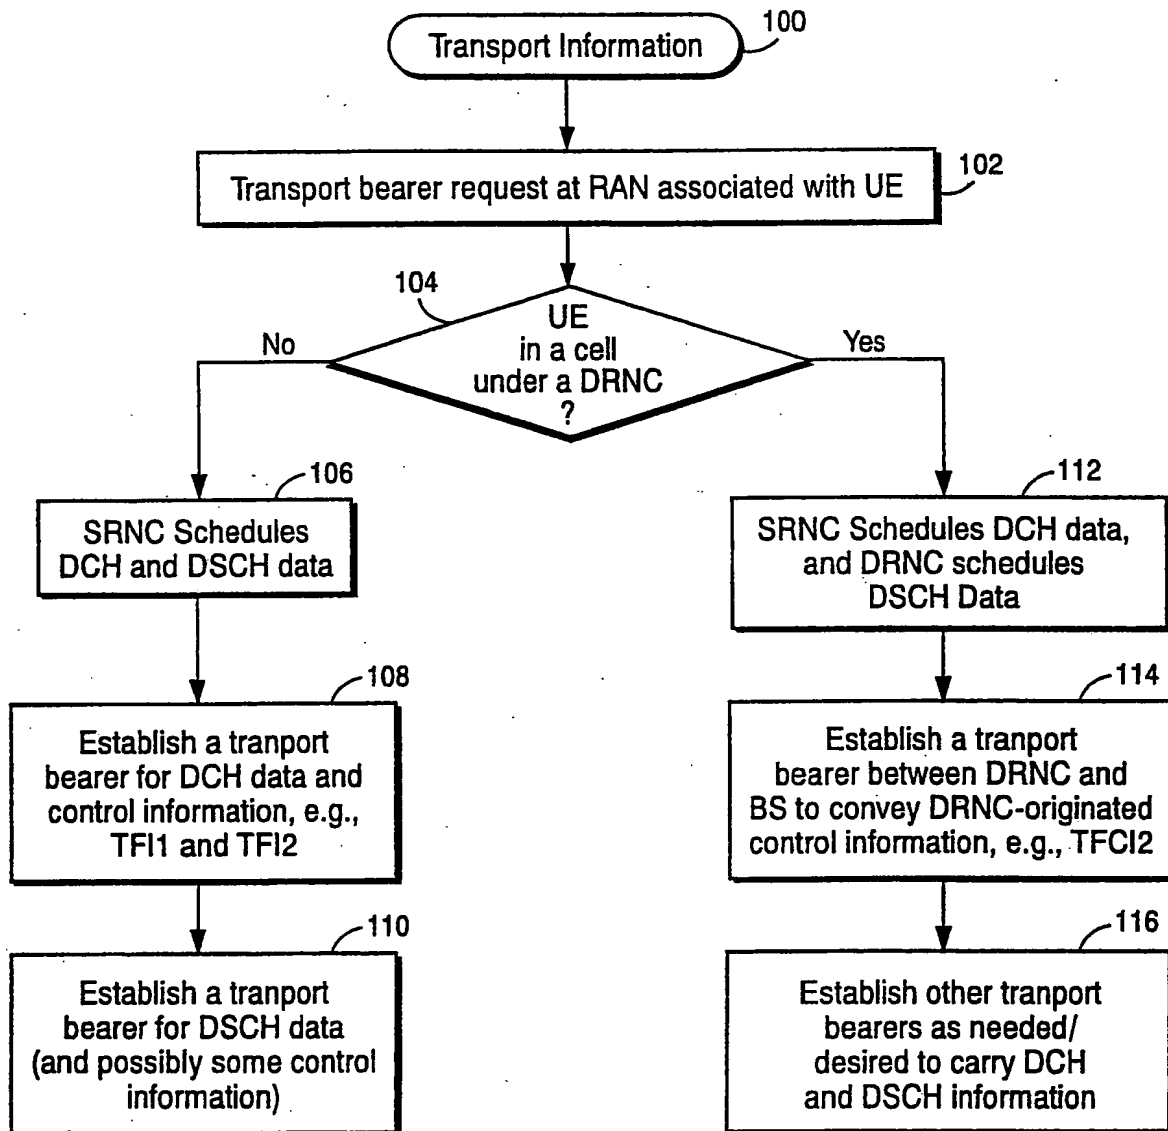 Transport Information
100
Transport bearer request at RAN associated with UE
102
104
UE
in a cell
under a DRNC
?
No
Yes
106
SRNC Schedules
DCH and DSCH data
112
SRNC Schedules DCH data,
and DRNC schedules
DSCH Data
108
Establish a tranport
bearer for DCH data and
control information, e.g.,
TFI1 and TFI2
114
Establish a tranport
bearer between DRNC and
BS to convey DRNC-originated
control information, e.g., TFCI2
110
Establish a tranport
bearer for DSCH data
(and possibly some control
information)
116
Establish other tranport
bearers as needed/
desired to carry DCH
and DSCH information